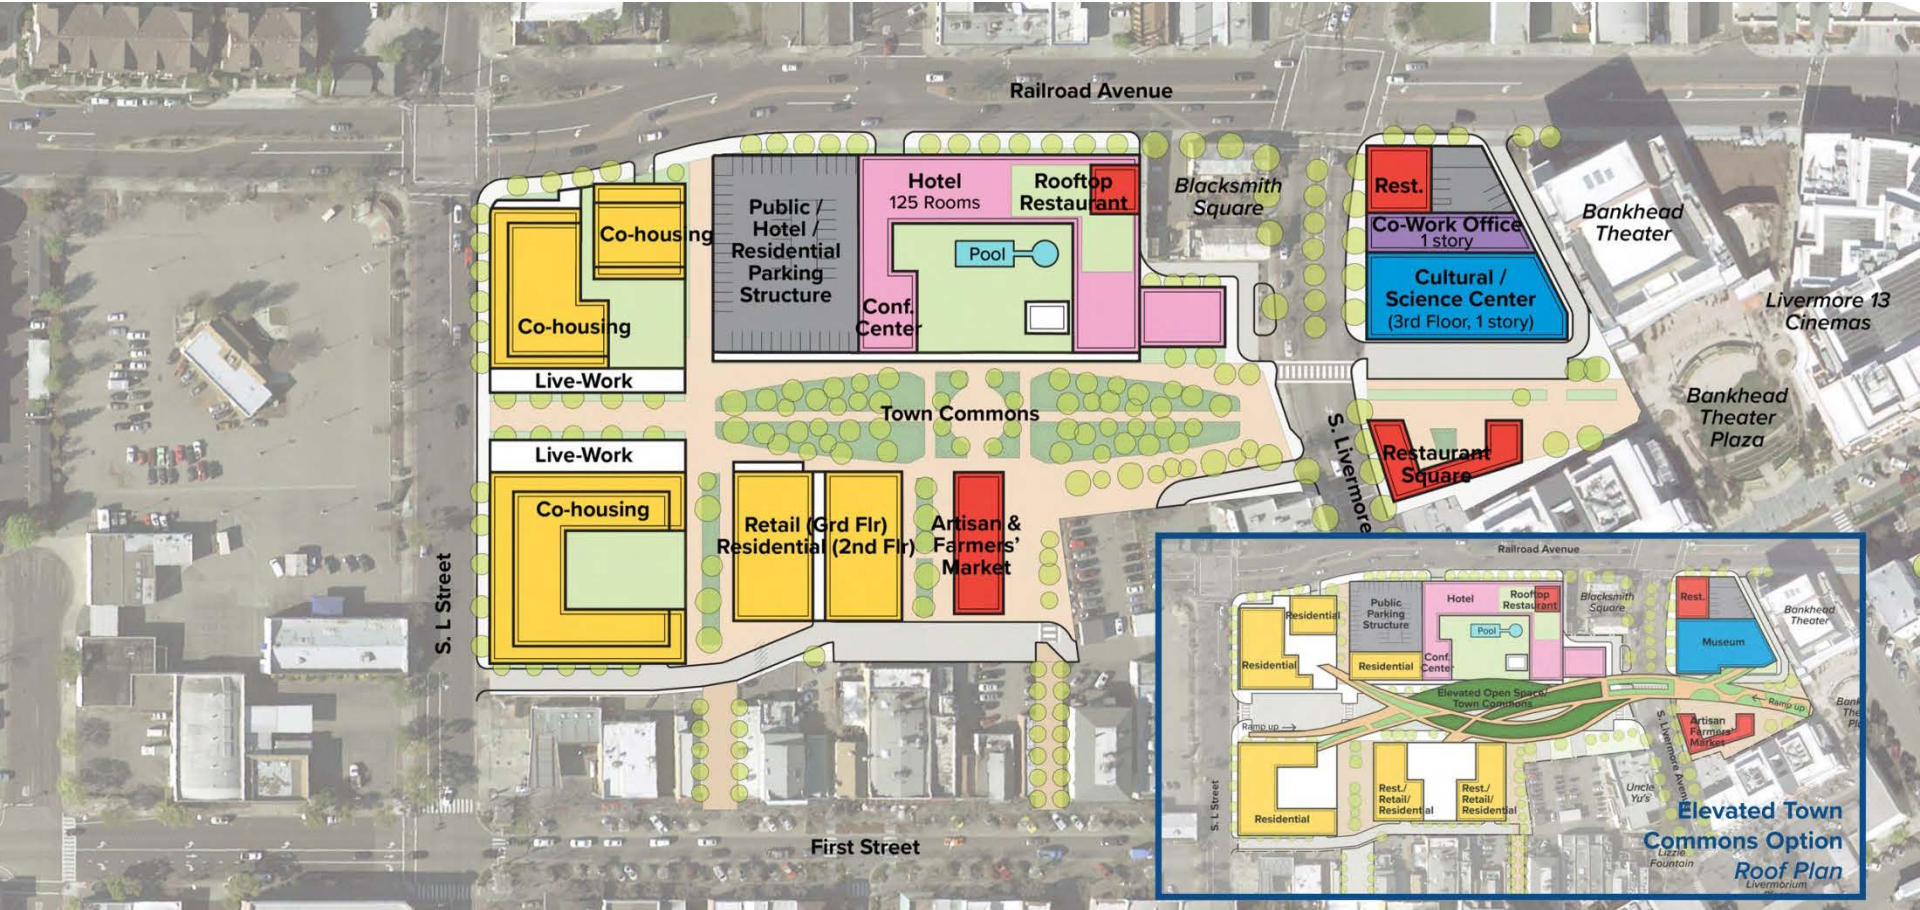 Railroad Avenue
Hotel
125 Rooms
Rooftop
Restaurant
Blacksmith
Square
Rest.
Co-Work Office
1 story
Cultural /
Science Center
(3rd Floor, 1 story)
Bankhead
Theater
Livermore 13
Cinemas
Co-housing
Public /
Hotel /
Residential
Parking
Structure
Pool
Conf.
Center
Co-housing
Live-Work
Town Commons
Bankhead
Theater
Plaza
S. Livermore
Restaurant
Square
Live-Work
Co-housing
Retail (Grd Flr)
Residential (2nd Flr)
Artisan &
Farmers'
Market
S. L Street
First Street
Railroad Avenue
Residential
Public
Parking
Structure
Hotel
Rooftop
Restaurant
Blacksmith
Square
Rest.
Bankhead
Theater
Pool
Museum
Residential
Residential
Conf.
Center
Elevated Open Space/
Town Commons
Ramp up
Ramp up
Bank
The
Pl
Artisan
Farmers'
Market
S. Livermore Avenu
S. L Street
Rest./
Retail/
Residential
Rest./
Retail/
Residential
Residential
Uncle
Yu's
Elevated Town
Commons Option
Lizzie
Fountain
Roof Plan
Livermorium